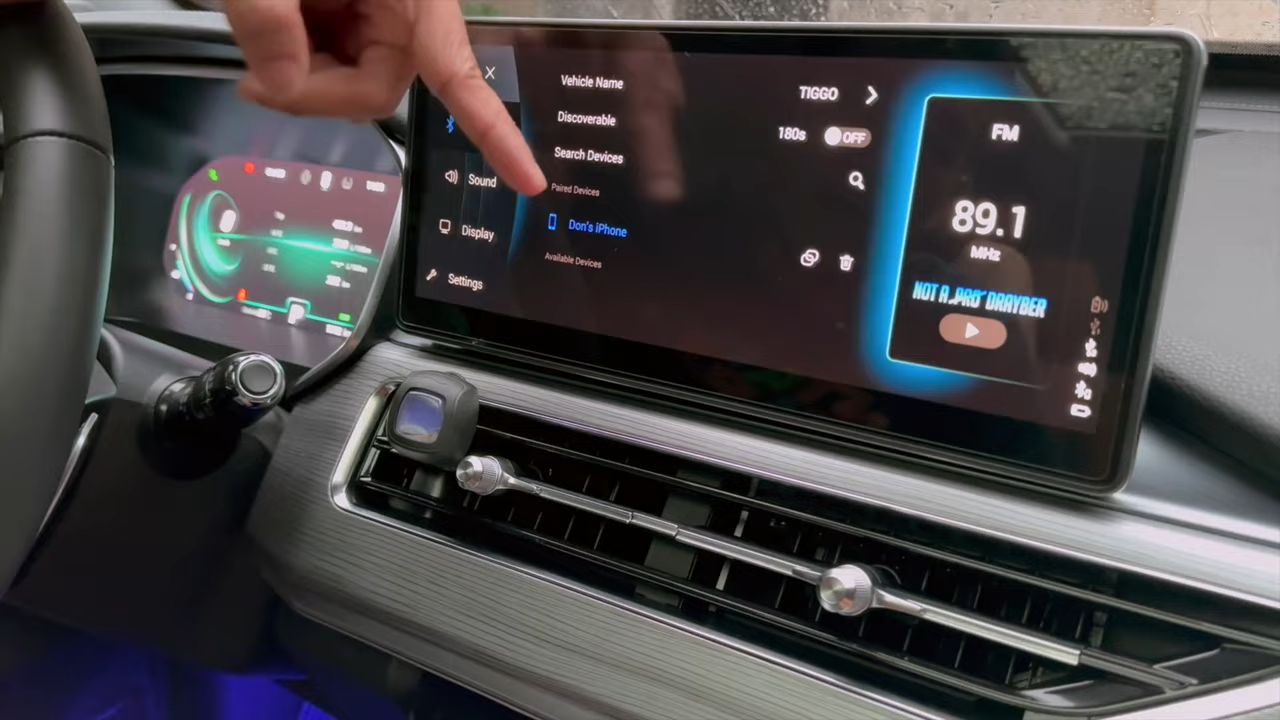 Vehicle Name
TIGGO
Discoverable
180s
OFF
Search Devices
Sound
Paired Devices
Display
Don's iPhone
Settings
Available Devices
FM
89.1
MHz
NOT A PRO DRAYBER
P